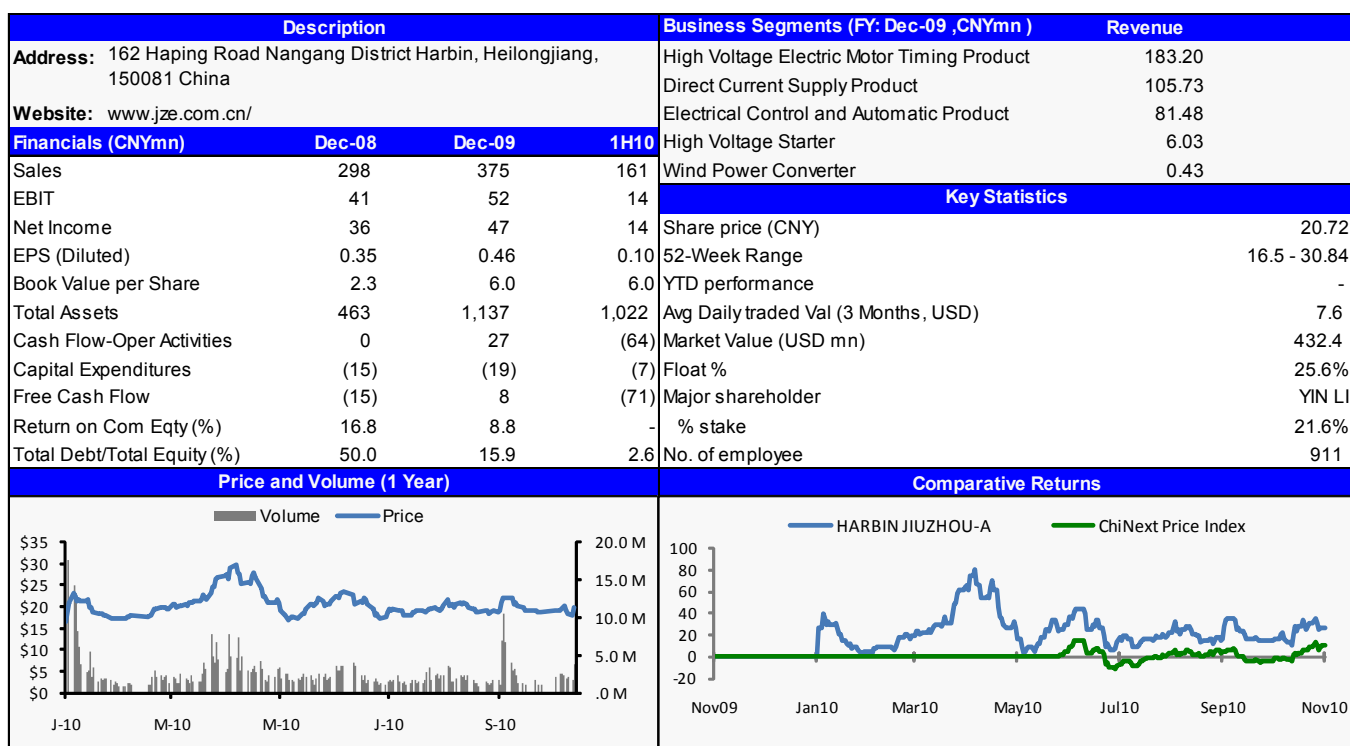 Description
Address: 162 Haping Road Nangang District Harbin, Heilongjiang,
150081 China
Website: www.jze.com.cn/
Financials (CNYmn) Dec-08 Dec-09 1H10
Sales 298 375 161
EBIT 41 52 14
Net Income 36 47 14
EPS (Diluted) 0.35 0.46 0.10
Book Value per Share 2.3 6.0 6.0
Total Assets 463 1,137 1,022
Cash Flow-Oper Activities 0 27 (64)
Capital Expenditures (15) (19) (7)
Free Cash Flow (15) 8 (71)
Return on Com Eqty (%) 16.8 8.8 -
Total Debt/Total Equity (%) 50.0 15.9 2.6
Business Segments (FY: Dec-09 ,CNYmn ) Revenue
High Voltage Electric Motor Timing Product 183.20
Direct Current Supply Product 105.73
Electrical Control and Automatic Product 81.48
High Voltage Starter 6.03
Wind Power Converter 0.43
Key Statistics
Share price (CNY) 20.72
52-Week Range 16.5 - 30.84
YTD performance -
Avg Daily traded Val (3 Months, USD) 7.6
Market Value (USD mn) 432.4
Float % 25.6%
Major shareholder YIN LI
% stake 21.6%
No. of employee 911
Price and Volume (1 Year)
Volume Price
$35 20.0 M
$30
$25 15.0 M
$20
$15 10.0 M
$10
$5 5.0 M
$0 .0 M
J-10 M-10 M-10 J-10 S-10
Comparative Returns
HARBIN JIUZHOU-A ChiNext Price Index
100
80
60
40
20
0
-20
Nov09 Jan10 Mar10 May10 Jul10 Sep10 Nov10